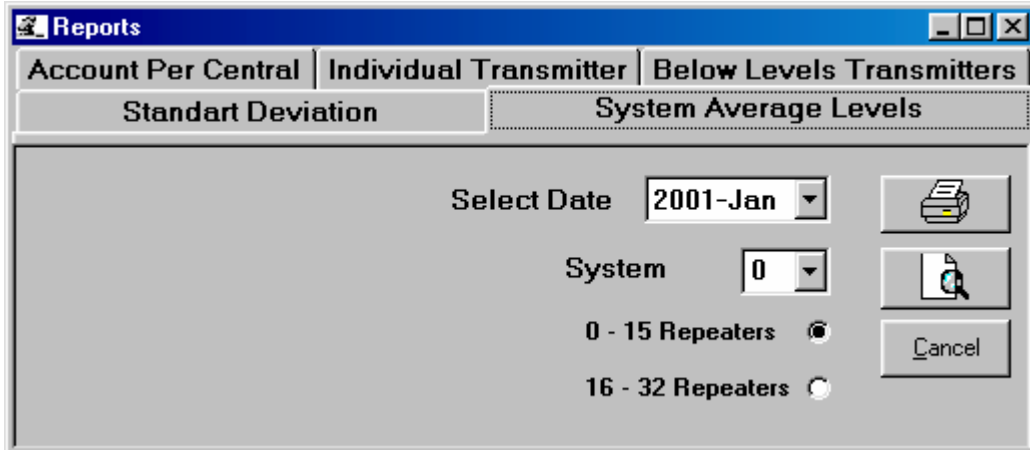 Reports
Account Per Central Individual Transmitter Below Levels Transmitters
Standart Deviation System Average Levels
Select Date 2001-Jan
System 0
0 - 15 Repeaters
Cancel
16 - 32 Repeaters